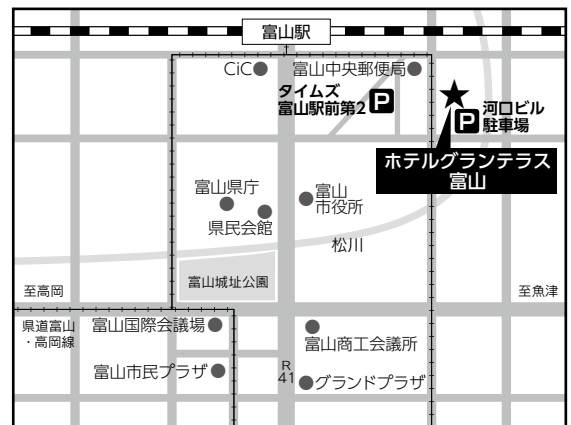 富山駅
CiC
富山中央郵便局
タイムズ
富山駅前第2
P
P
河口ビル
駐車場
ホテルグランテラス
富山
富山県庁
県民会館
富山
市役所
松川
富山城址公園
至高岡
至魚津
県道富山
・高岡線
富山国際会議場
富山商工会議所
富山市民プラザ
R
41
グランドプラザ